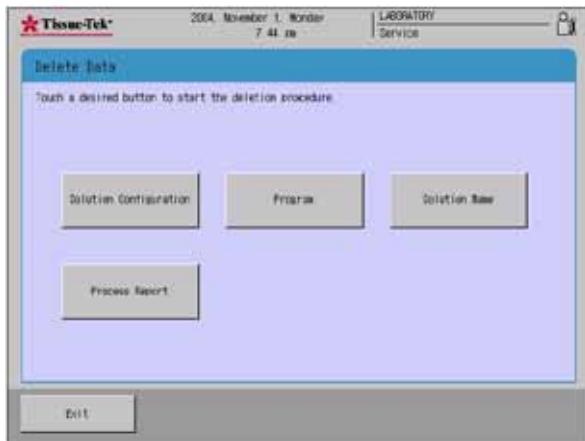 Tissue-Tek
2004, November 1, Monday
7:44 pm
LABORATORY
Service
Delete Data
Touch a desired button to start the deletion procedure.
Solution Configuration
Program
Solution Name
Process Report
Exit